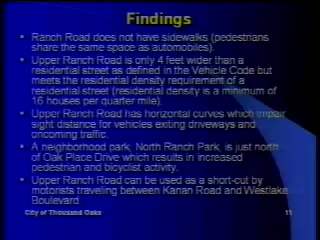 Findings
Ranch Road does not have sidewalks (pedestrians
share the same space as automobiles).
Upper Ranch Road is only 4 feet wider than a
residential street as defined in the Vehicle Code but
meets the residential density requirement of a
residential street (residential density is a minimum of
16 houses per quarter mile).
Upper Ranch Road has horizontal curves which impair
sight distance for vehicles exiting driveways and
oncoming traffic.
A neighborhood park, North Ranch Park, is just north
of Oak Place Drive which results in increased
pedestrian and bicyclist activity.
Upper Ranch Road can be used as a short-cut by
motorists traveling between Kanan Road and Westlake
Boulevard
City of Thousand Oaks
11